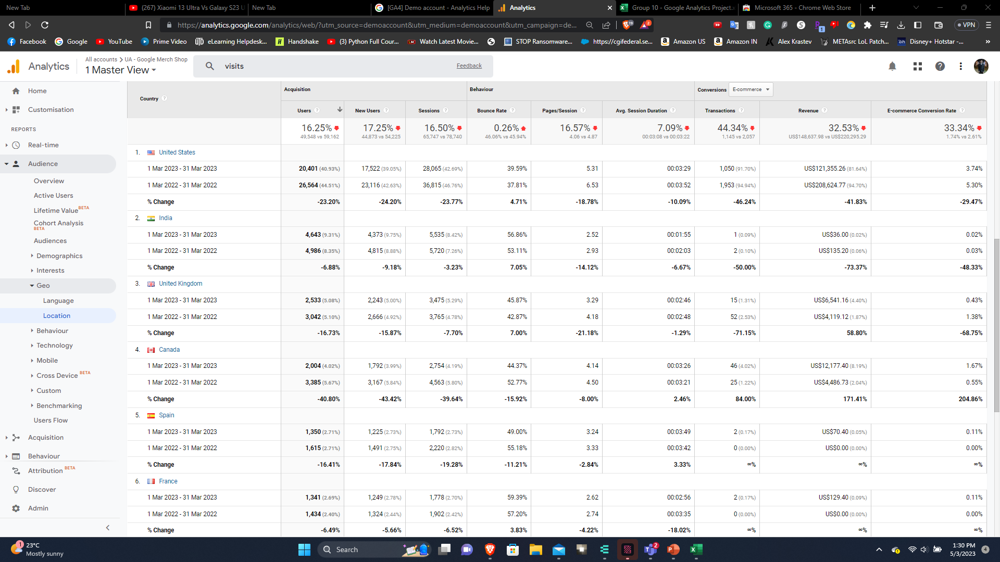 New Tab
(267) Xiaomi 13 Ultra Vs Galaxy S23 U
New Tab
[GA4] Demo account - Analytics Help
Analytics
Group 10 - Google Analytics Project.x
Microsoft 365 - Chrome Web Store
https://analytics.google.com/analytics/web/?utm_source=demoaccount&utm_medium=demoaccount&utm_campaign=de...
19
2
1
VPN
Facebook
Google
YouTube
Prime Video
eLearning Helpdesk...
Handshake
(3) Python Full Cour...
Watch Latest Movie...
STOP Ransomware...
https://cgifederal.se...
Amazon US
Amazon IN
Alex Krastev
METAsrc LoL Patch...
Disney+ Hotstar -...
»
Analytics
All accounts > UA - Google Merch Shop
1 Master View
visits
Feedback
Home
Customisation
REPORTS
Real-time
Audience
Overview
Active Users
Lifetime Value BETA
Cohort Analysis
BETA
Audiences
Demographics
Interests
Geo
Language
Location
Behaviour
Technology
Mobile
Cross Device BETA
Custom
Benchmarking
Users Flow
Acquisition
Behaviour
Attribution BETA
Discover
Admin
Country
Acquisition
Behaviour
Conversions
E-commerce
Users
New Users
Sessions
Bounce Rate
Pages/Session
Avg. Session Duration
Transactions
Revenue
E-commerce Conversion Rate
16.25% 17.25% 16.50% 0.26% 16.57% 7.09% 44.34% 32.53% 33.34%
49,548 vs 59,162 44,873 vs 54,225 65,747 vs 78,740 46.06% vs 45.94% 4.06 vs 4.87 00:03:08 vs 00:03:22 1,145 vs 2,057 US$148,637.98 vs US$220,295.29 1.74% vs 2.61%
1. United States
1 Mar 2023 - 31 Mar 2023 20,401 (40.93%) 17,522 (39.05%) 28,065 (42.69%) 39.59% 5.31 00:03:29 1,050 (91.70%) US$121,355.26 (81.64%) 3.74%
1 Mar 2022 - 31 Mar 2022 26,564 (44.51%) 23,116 (42.63%) 36,815 (46.76%) 37.81% 6.53 00:03:52 1,953 (94.94%) US$208,624.77 (94.70%) 5.30%
% Change -23.20% -24.20% -23.77% 4.71% -18.78% -10.09% -46.24% -41.83% -29.47%
2. India
1 Mar 2023 - 31 Mar 2023 4,643 (9.31%) 4,373 (9.75%) 5,535 (8.42%) 56.86% 2.52 00:01:55 1 (0.09%) US$36.00 (0.02%) 0.02%
1 Mar 2022 - 31 Mar 2022 4,986 (8.35%) 4,815 (8.88%) 5,720 (7.26%) 53.11% 2.93 00:02:03 2 (0.10%) US$135.20 (0.06%) 0.03%
% Change -6.88% -9.18% -3.23% 7.05% -14.12% -6.67% -50.00% -73.37% -48.33%
3. United Kingdom
1 Mar 2023 - 31 Mar 2023 2,533 (5.08%) 2,243 (5.00%) 3,475 (5.29%) 45.87% 3.29 00:02:46 15 (1.31%) US$6,541.16 (4.40%) 0.43%
1 Mar 2022 - 31 Mar 2022 3,042 (5.10%) 2,666 (4.92%) 3,765 (4.78%) 42.87% 4.18 00:02:48 52 (2.53%) US$4,119.12 (1.87%) 1.38%
% Change -16.73% -15.87% -7.70% 7.00% -21.18% -1.29% -71.15% 58.80% -68.75%
4. Canada
1 Mar 2023 - 31 Mar 2023 2,004 (4.02%) 1,792 (3.99%) 2,754 (4.19%) 44.37% 4.14 00:03:26 46 (4.02%) US$12,177.40 (8.19%) 1.67%
1 Mar 2022 - 31 Mar 2022 3,385 (5.67%) 3,167 (5.84%) 4,563 (5.80%) 52.77% 4.50 00:03:21 25 (1.22%) US$4,486.73 (2.04%) 0.55%
% Change -40.80% -43.42% -39.64% -15.92% -8.00% 2.46% 84.00% 171.41% 204.86%
5. Spain
1 Mar 2023 - 31 Mar 2023 1,350 (2.71%) 1,225 (2.73%) 1,792 (2.73%) 49.00% 3.24 00:03:49 2 (0.17%) US$70.40 (0.05%) 0.11%
1 Mar 2022 - 31 Mar 2022 1,615 (2.71%) 1,491 (2.75%) 2,220 (2.82%) 55.18% 3.33 00:03:42 0 (0.00%) US$0.00 (0.00%) 0.00%
% Change -16.41% -17.84% -19.28% -11.21% -2.84% 3.33% ∞% ∞% ∞%
6. France
1 Mar 2023 - 31 Mar 2023 1,341 (2.69%) 1,249 (2.78%) 1,778 (2.70%) 59.39% 2.62 00:02:56 2 (0.17%) US$129.40 (0.09%) 0.11%
1 Mar 2022 - 31 Mar 2022 1,434 (2.40%) 1,324 (2.44%) 1,902 (2.42%) 57.20% 2.74 00:03:35 0 (0.00%) US$0.00 (0.00%) 0.00%
% Change -6.49% -5.66% -6.52% 3.83% -4.22% -18.02% ∞% ∞% ∞%
1
23°C
Mostly sunny
Search
2
1:30 PM
5/3/2023
4